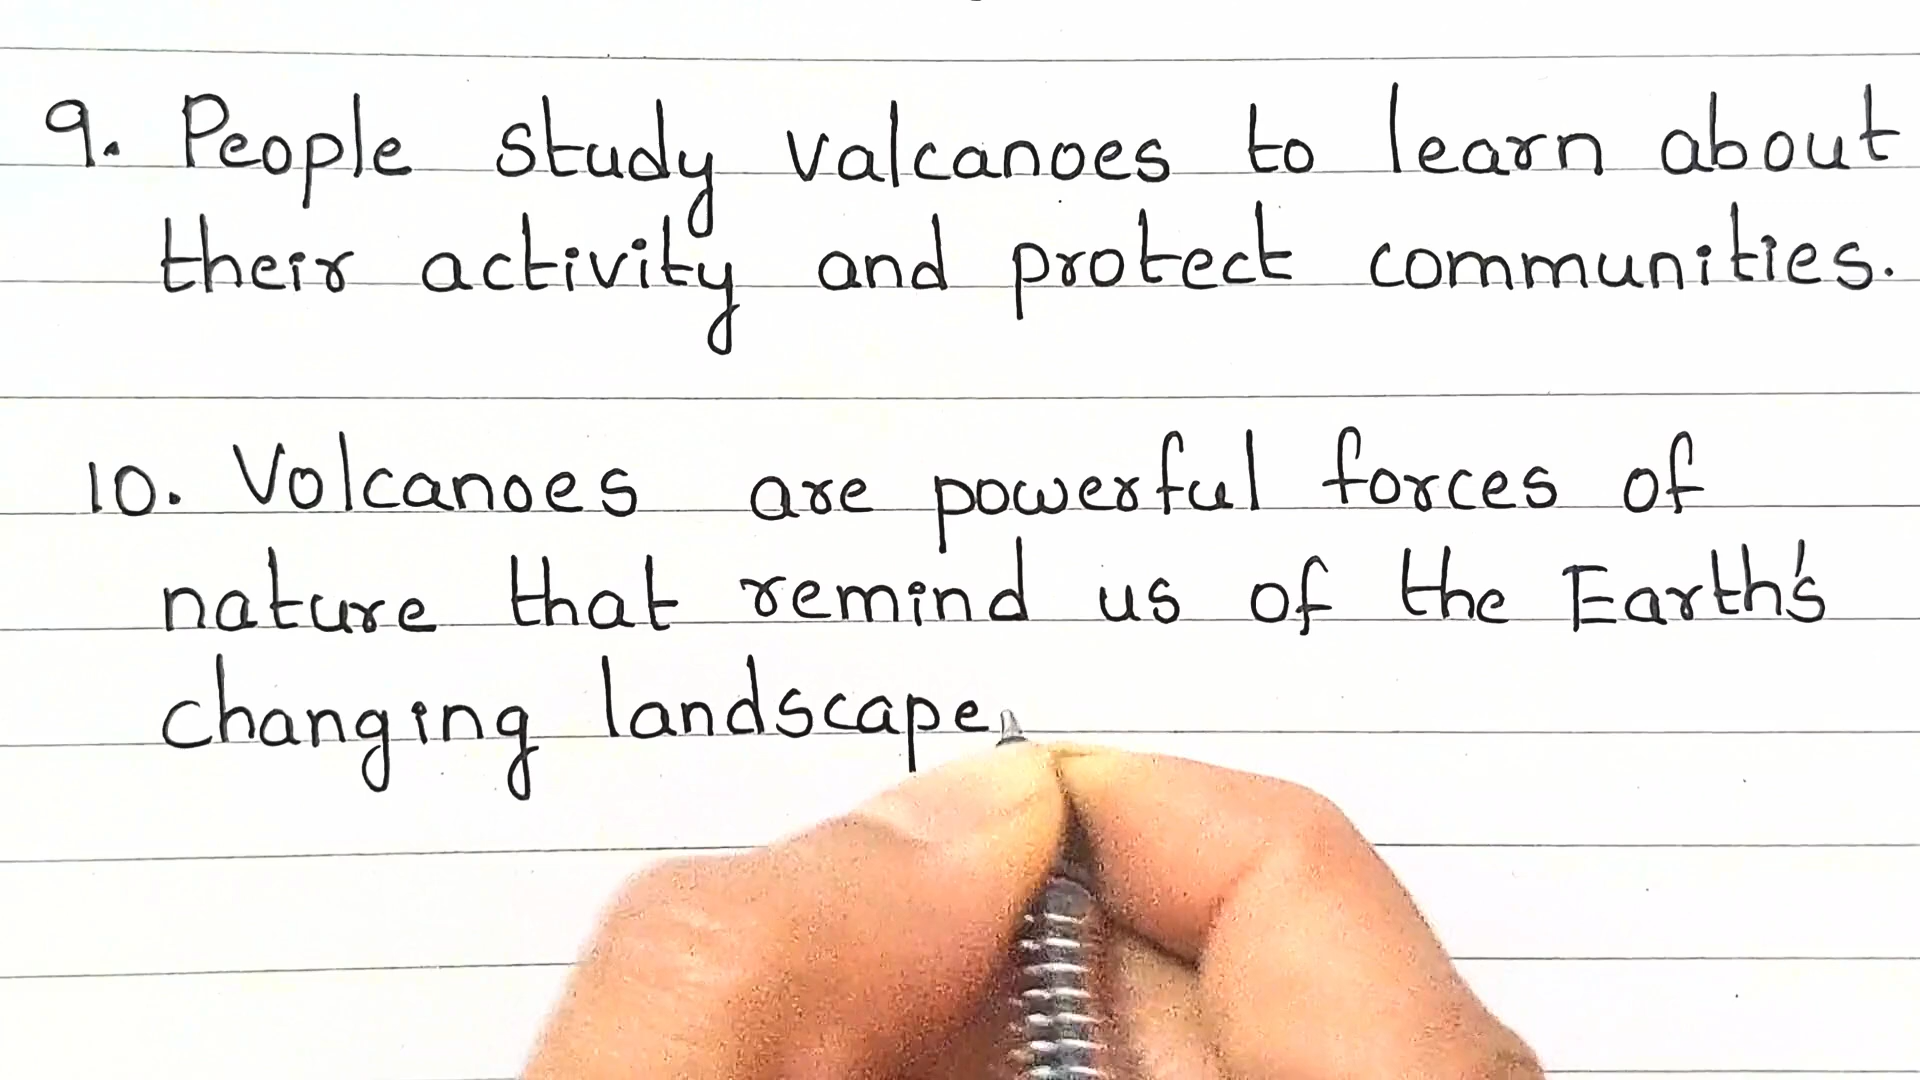 9. People study valcanoes to learn about
their activity and protect communities.
10. Volcanoes are powerful forces of
nature that remind us of the Earth's
changing landscape.